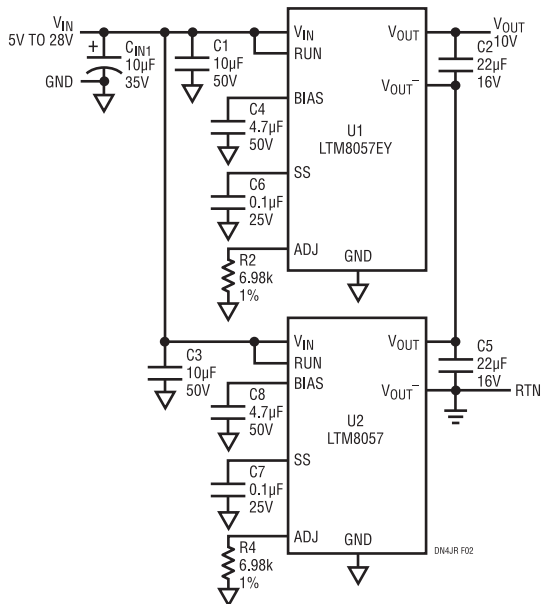 VIN
5V TO 28V
GND
+
CIN1
10µF
35V
C1
10µF
50V
VIN
RUN
BIAS
SS
ADJ
GND
U1
LTM8057EY
VOUT
VOUT–
VOUT
10V
C2
22µF
16V
C4
4.7µF
50V
C6
0.1µF
25V
R2
6.98k
1%
C3
10µF
50V
VIN
RUN
BIAS
SS
ADJ
GND
U2
LTM8057
VOUT
VOUT–
C5
22µF
16V
RTN
C8
4.7µF
50V
C7
0.1µF
25V
R4
6.98k
1%
DN4JR F02